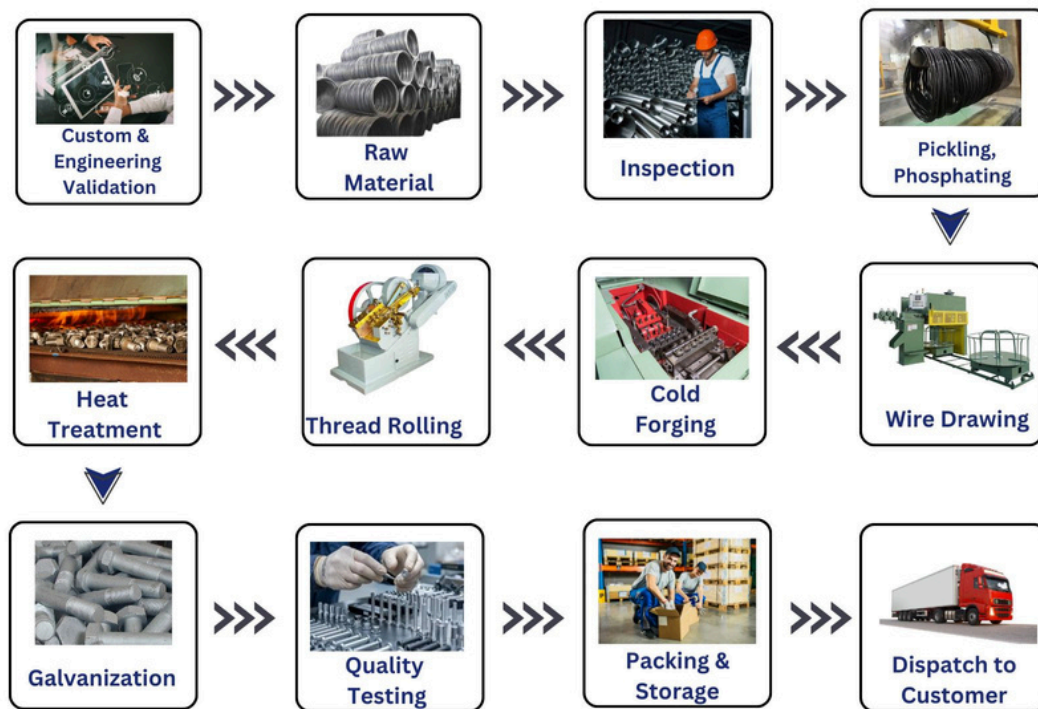 Custom &
Engineering
Validation
Raw
Material
Inspection
Pickling,
Phosphating
Wire Drawing
Cold
Forging
Thread Rolling
Heat
Treatment
Galvanization
Quality
Testing
Packing &
Storage
Dispatch to
Customer